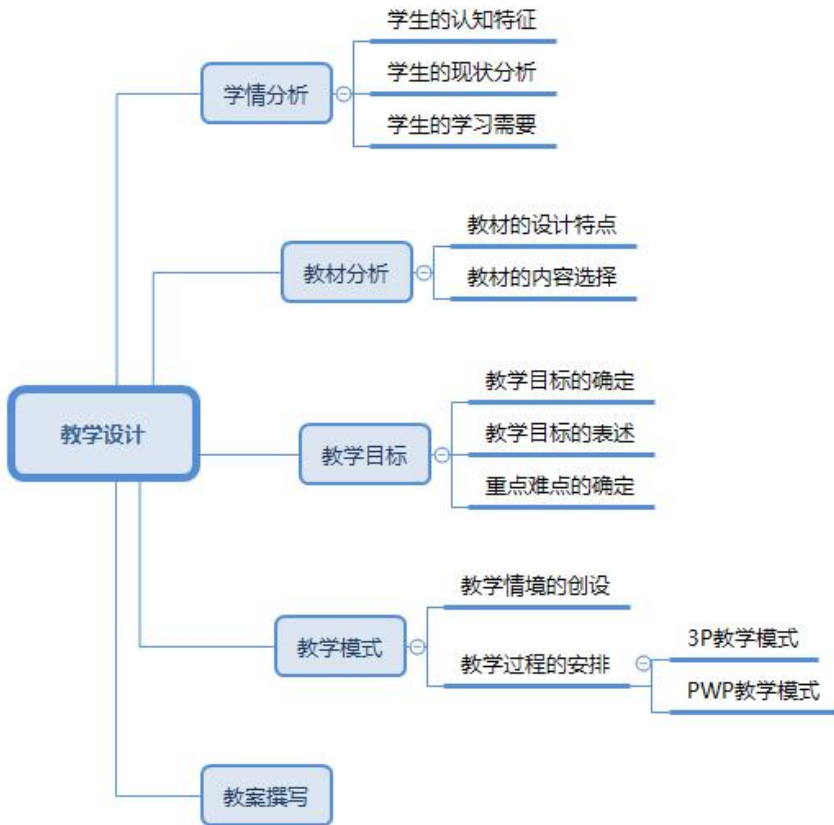 教学设计
学情分析
学生的认知特征
学生的现状分析
学生的学习需要
教材分析
教材的设计特点
教材的内容选择
教学目标
教学目标的确定
教学目标的表述
重点难点的确定
教学模式
教学情境的创设
教学过程的安排
3P教学模式
PWP教学模式
教案撰写